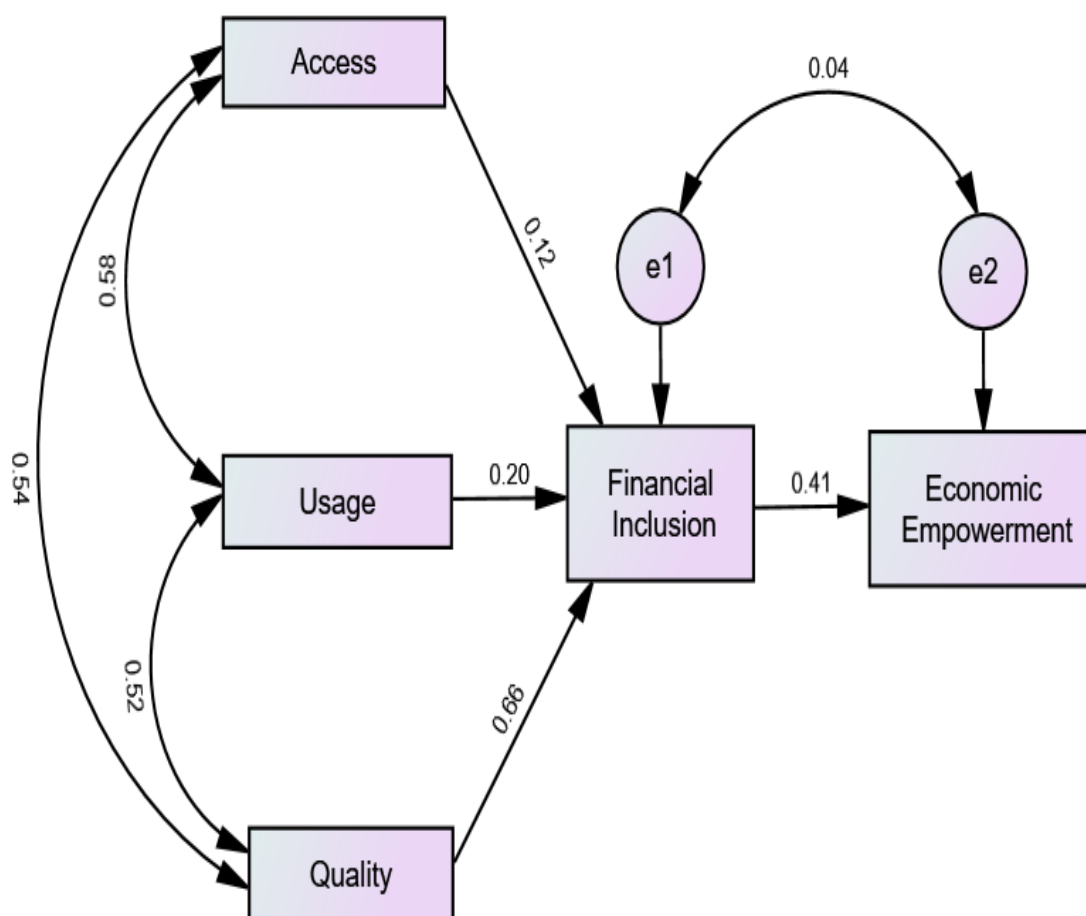 Access
0.04
e1
e2
0.12
0.58
0.54
Usage
0.20
Financial
Inclusion
0.41
Economic
Empowerment
0.52
0.66
Quality